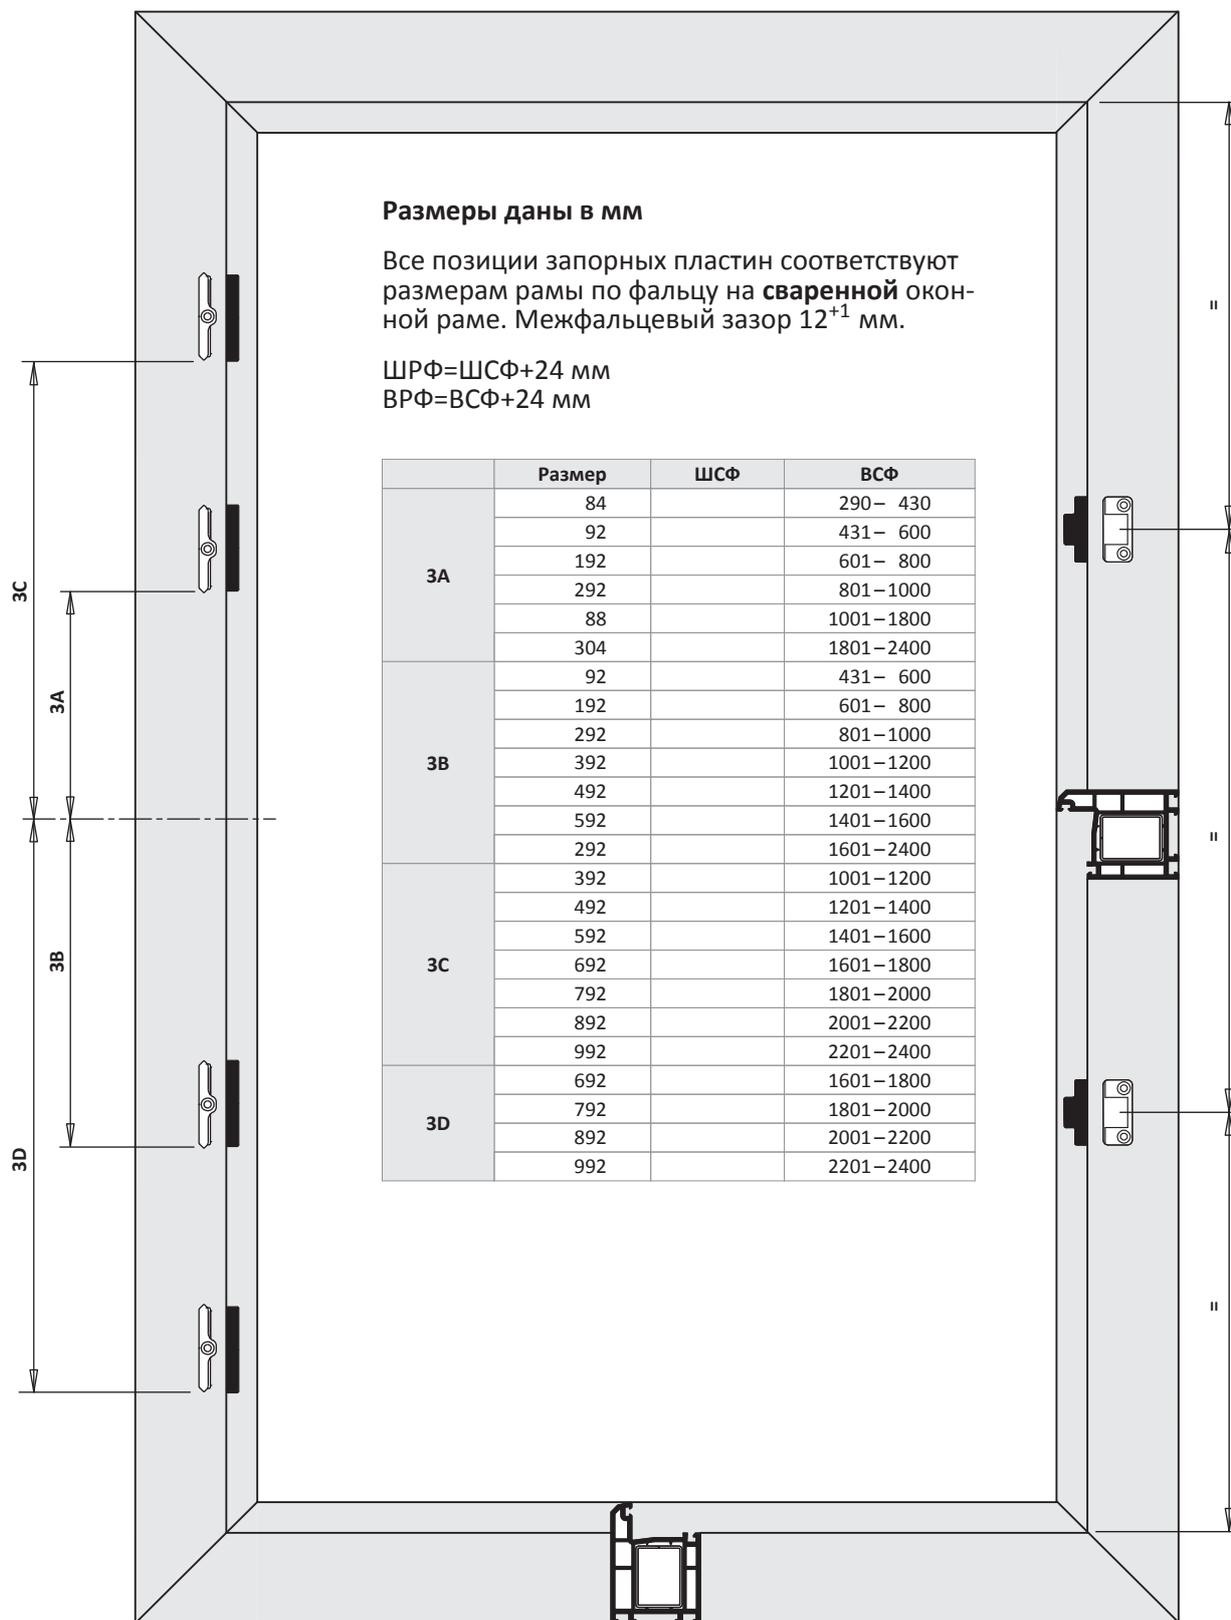 Размеры даны в мм
Все позиции запорных пластин соответствуют
размерам рамы по фальцу на сваренной окон-
ной раме. Межфальцевый зазор 12+1 мм.
ШРФ=ШСФ+24 мм
ВРФ=ВСФ+24 мм
Размер ШСФ ВСФ
3A
84 290– 430
92 431– 600
192 601– 800
292 801–1000
88 1001–1800
304 1801–2400
3B
92 431– 600
192 601– 800
292 801–1000
392 1001–1200
492 1201–1400
592 1401–1600
292 1601–2400
3C
392 1001–1200
492 1201–1400
592 1401–1600
692 1601–1800
792 1801–2000
892 2001–2200
992 2201–2400
3D
692 1601–1800
792 1801–2000
892 2001–2200
992 2201–2400
3C
3A
3B
3D
=
=
=